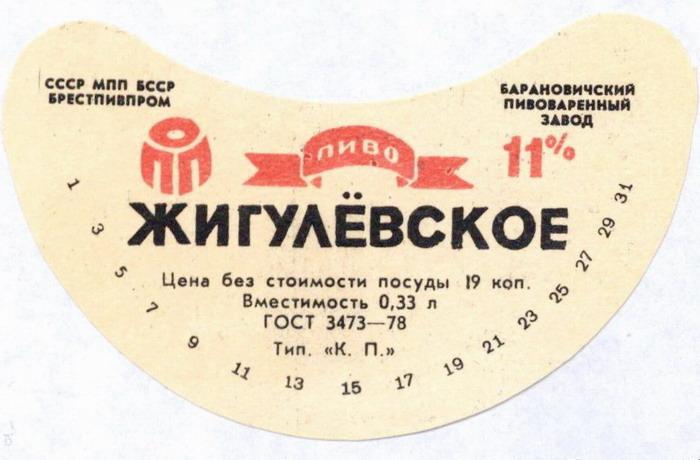 СССР МПП БССР
БРЕСТПИВПРОМ
БАРАНОВИЧСКИЙ
ПИВОВАРЕННЫЙ
ЗАВОД
ПИВО
11%
ЖИГУЛЁВСКОЕ
Цена без стоимости посуды 19 коп.
Вместимость 0,33 л
ГОСТ 3473—78
Тип. «К. П.»
1 3 5 7 9 11 13 15 17 19 21 23 25 27 29 31